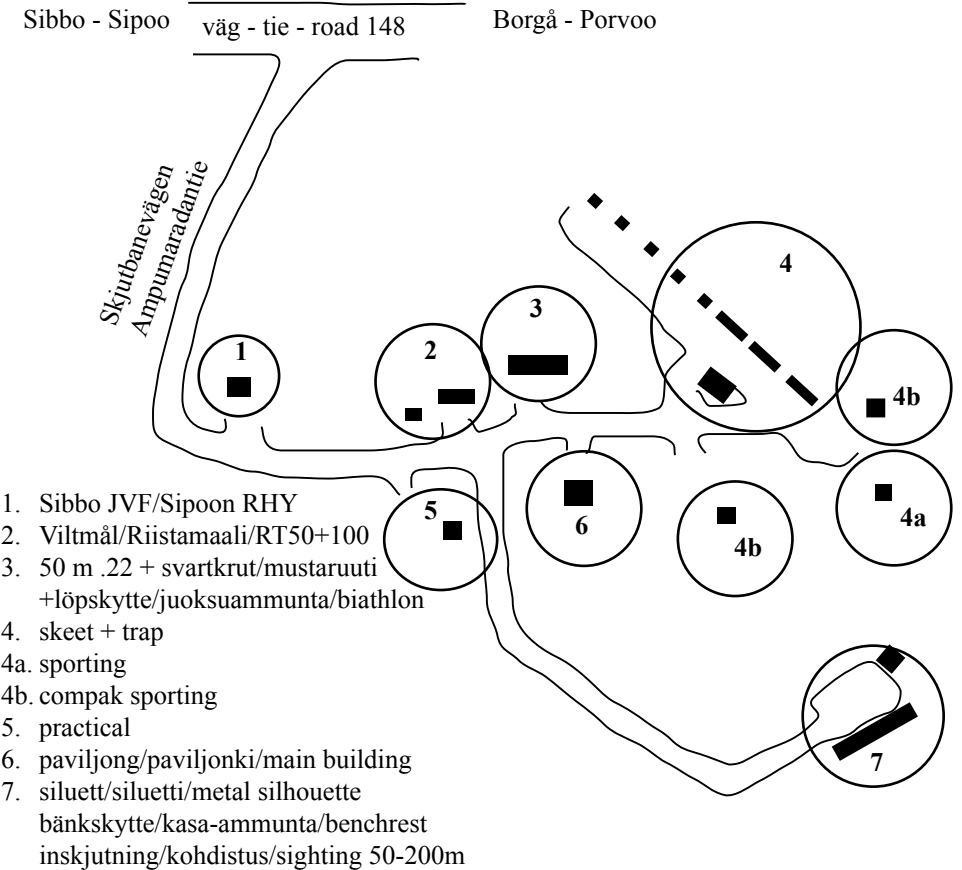 Sibbo - Sipoo
väg - tie - road 148
Borgå - Porvoo
Skjutbanevägen
Ampumaradantie
1
2
3
4
4b
5
6
4b
4a
7
1. Sibbo JVF/Sipoon RHY
2. Viltmål/Riistamaali/RT50+100
3. 50 m .22 + svartkrut/mustaruuti
+löpskytte/juoksuammunta/biathlon
4. skeet + trap
4a. sporting
4b. compak sporting
5. practical
6. paviljong/paviljonki/main building
7. siluett/siluetti/metal silhouette
bänkskytte/kasa-ammunta/benchrest
inskjutning/kohdistus/sighting 50-200m